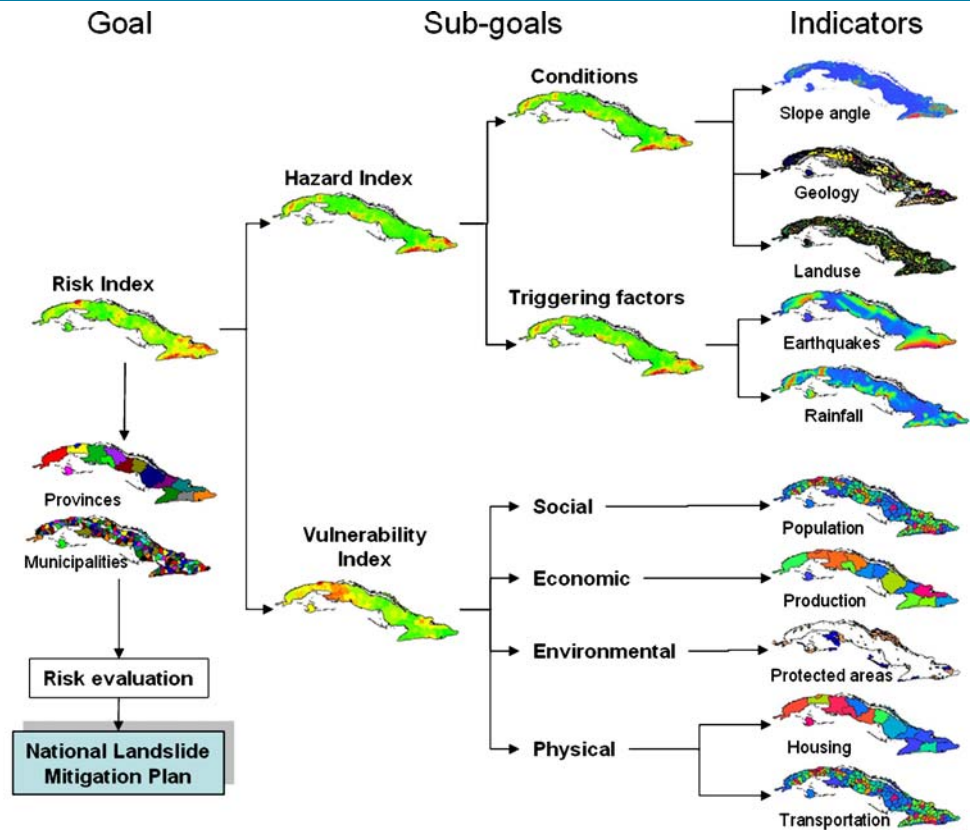 Goal
Sub-goals
Indicators
Conditions
Slope angle
Geology
Landuse
Hazard Index
Risk Index
Triggering factors
Earthquakes
Rainfall
Provinces
Municipalities
Vulnerability
Index
Social
Population
Economic
Production
Environmental
Protected areas
Risk evaluation
Physical
Housing
National Landslide
Mitigation Plan
Transportation